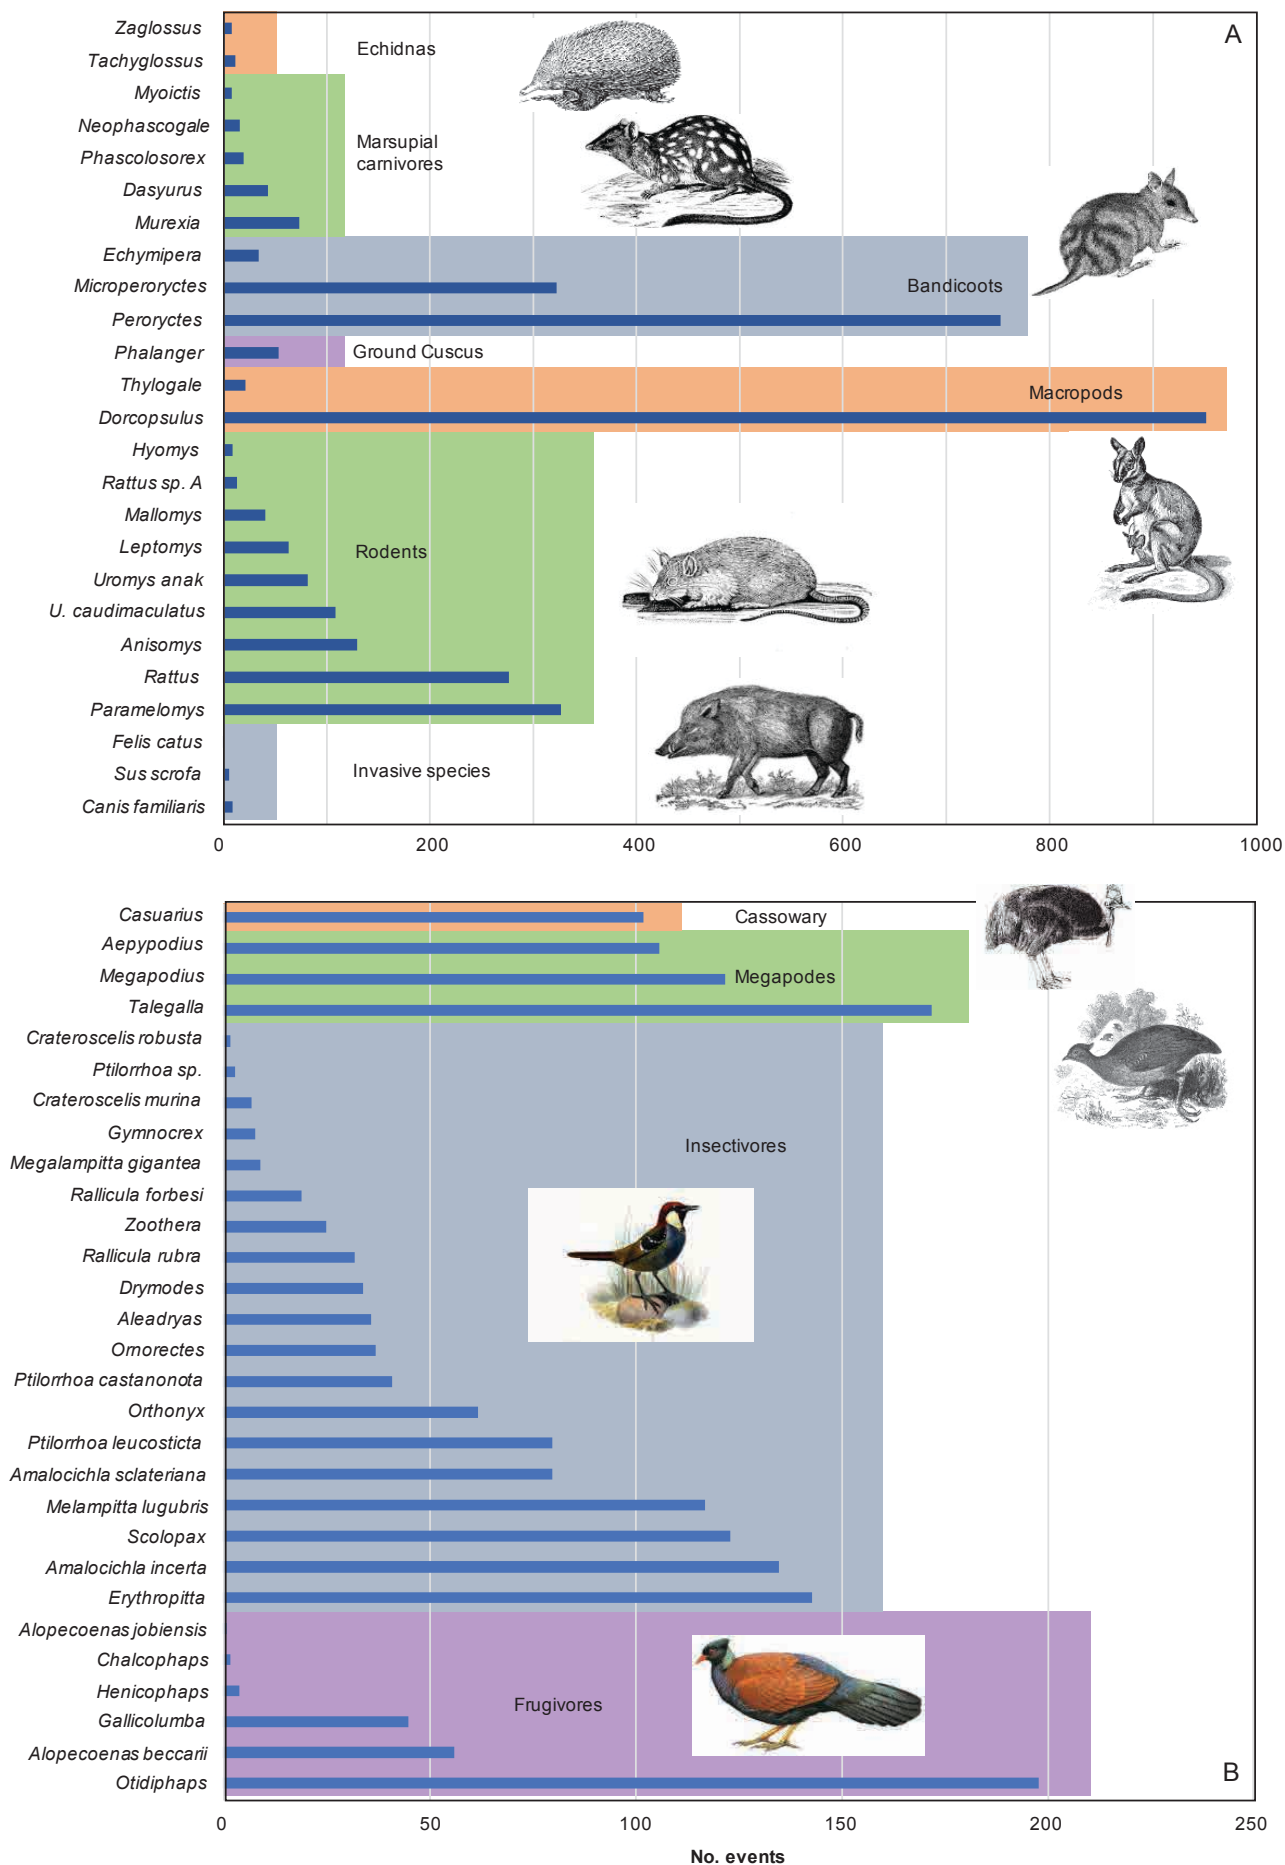 A
Zaglossus
Echidnas
Tachyglossus
Myoictis
Neophascogale
Marsupial
carnivores
Phascolosorex
Dasyurus
Murexia
Echymipera
Microperoryctes
Bandicoots
Peroryctes
Phalanger
Ground Cuscus
Thylogale
Macropods
Dorcopsulus
Hyomys
Rattus sp. A
Mallomys
Leptomys
Rodents
Uromys anak
U. caudimaculatus
Anisomys
Rattus
Paramelomys
Felis catus
Sus scrofa
Invasive species
Canis familiaris
0 200 400 600 800 1000
Casuarius
Cassowary
Aepypodius
Megapodius
Megapodes
Talegalla
Crateroscelis robusta
Ptilorrhoa sp.
Crateroscelis murina
Gymnocrex
Insectivores
Megalampitta gigantea
Rallicula forbesi
Zoothera
Rallicula rubra
Drymodes
Aleadryas
Ornorectes
Ptilorrhoa castanonota
Orthonyx
Ptilorrhoa leucosticta
Amalocichla sclateriana
Melampitta lugubris
Scolopax
Amalocichla incerta
Erythropitta
Alopecoenas jobiensis
Chalcophaps
Henicophaps
Frugivores
Gallicolumba
Alopecoenas beccarii
Otidiphaps
B
0 50 100 150 200 250
No. events